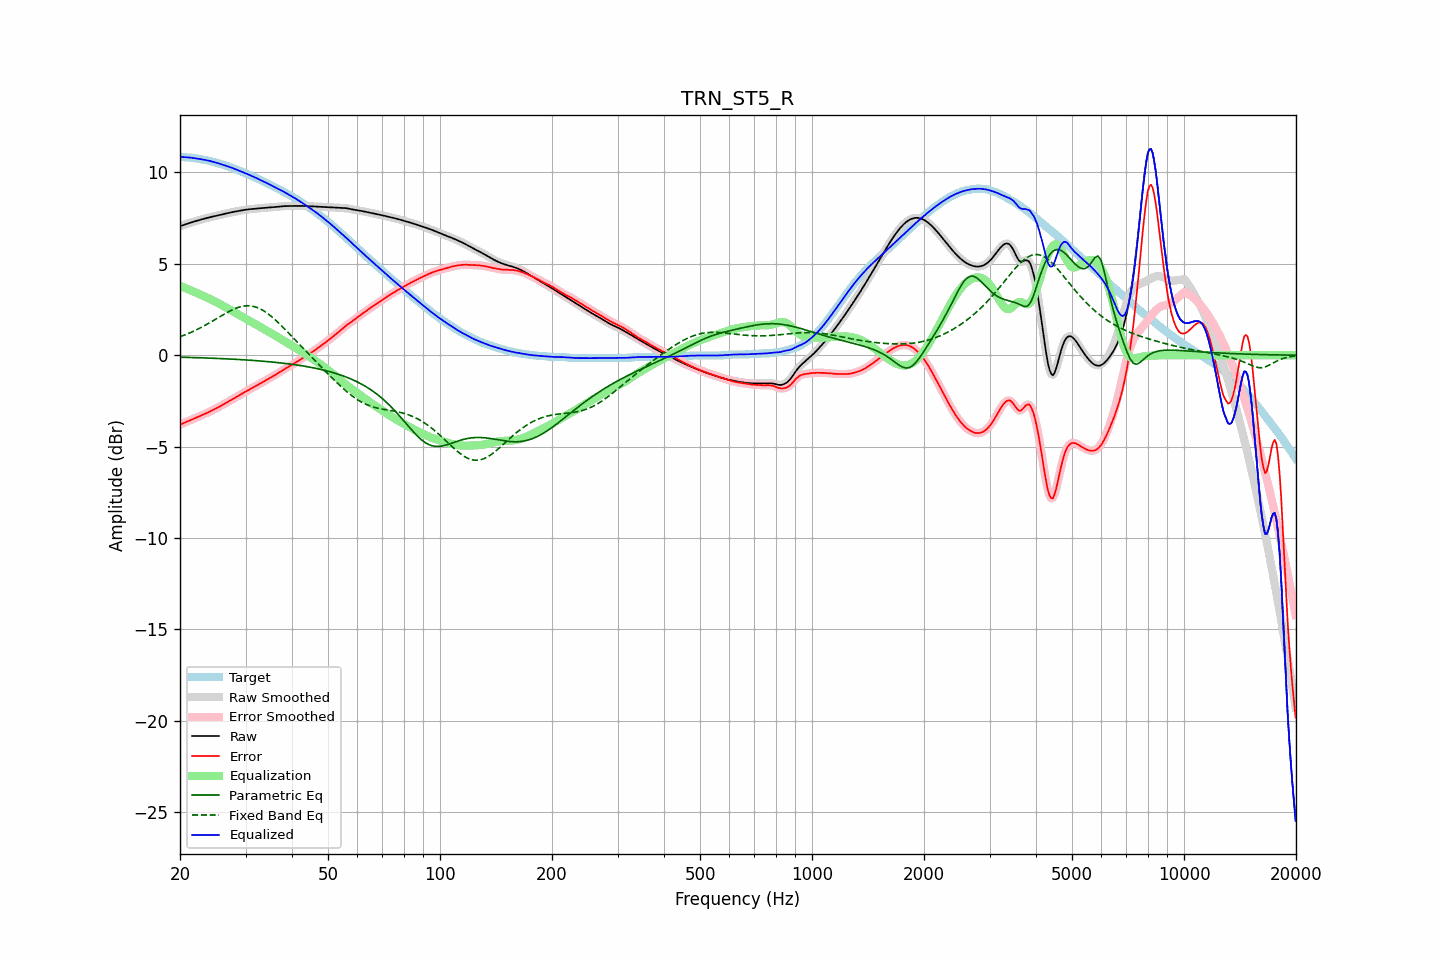 TRN_ST5_R
Amplitude (dBr)
10
5
0
−5
−10
−15
−20
−25
Target
Raw Smoothed
Error Smoothed
Raw
Error
Equalization
Parametric Eq
Fixed Band Eq
Equalized
20 50 100 200 500 1000 2000 5000 10000 20000
Frequency (Hz)